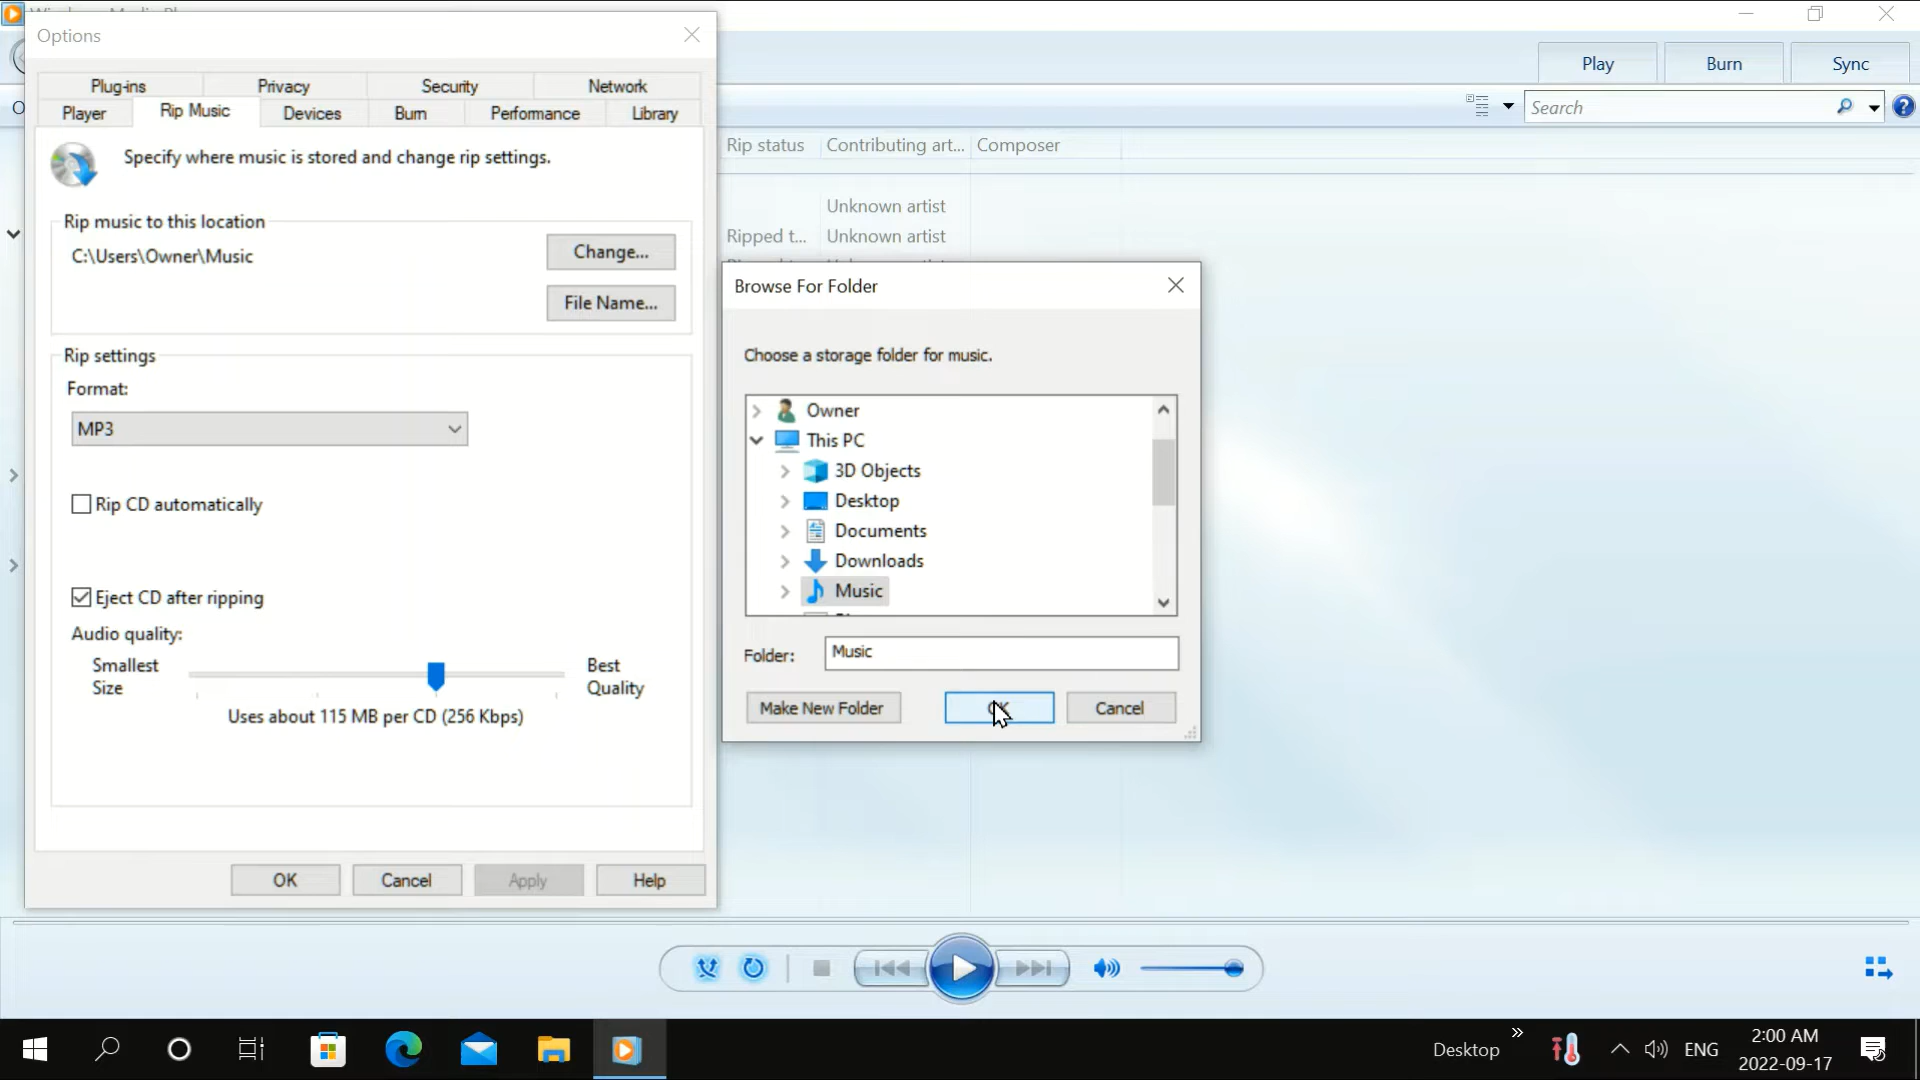 Options
Plug-ins Privacy Security Network
Player Rip Music Devices Burn Performance Library
Specify where music is stored and change rip settings.
Rip music to this location
C:\Users\Owner\Music
Change...
File Name...
Rip settings
Format:
MP3
Rip CD automatically
Eject CD after ripping
Audio quality:
Smallest
Size
Best
Quality
Uses about 115 MB per CD (256 Kbps)
OK Cancel Apply Help
Play Burn Sync
Search
Rip status Contributing art... Composer
Unknown artist
Ripped t... Unknown artist
Browse For Folder
Choose a storage folder for music.
Owner
This PC
3D Objects
Desktop
Documents
Downloads
Music
Folder: Music
Make New Folder OK Cancel
Desktop
ENG
2:00 AM
2022-09-17